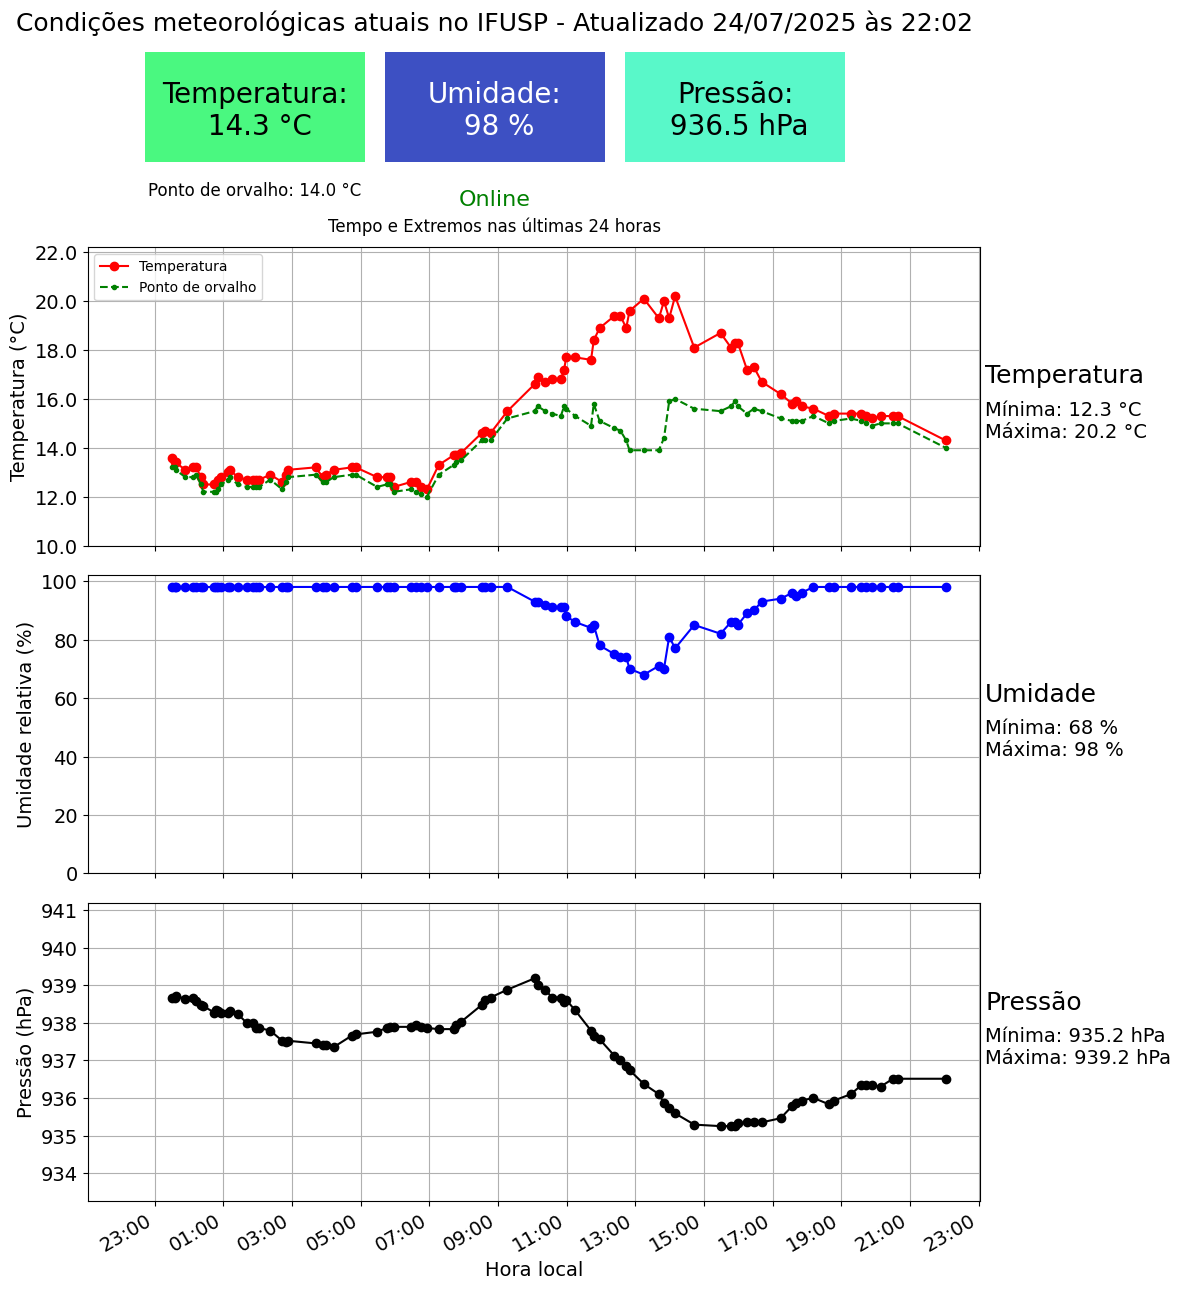 Condições meteorológicas atuais no IFUSP - Atualizado 24/07/2025 às 22:02
Temperatura:
14.3 °C
Umidade:
98 %
Pressão:
936.5 hPa
Ponto de orvalho: 14.0 °C
Online
Tempo e Extremos nas últimas 24 horas
Temperatura (°C)
22.0
20.0
18.0
16.0
14.0
12.0
10.0
Temperatura
Ponto de orvalho
Temperatura
Mínima: 12.3 °C
Máxima: 20.2 °C
Umidade relativa (%)
100
80
60
40
20
0
Umidade
Mínima: 68 %
Máxima: 98 %
Pressão (hPa)
941
940
939
938
937
936
935
934
Pressão
Mínima: 935.2 hPa
Máxima: 939.2 hPa
23:00 01:00 03:00 05:00 07:00 09:00 11:00 13:00 15:00 17:00 19:00 21:00 23:00
Hora local